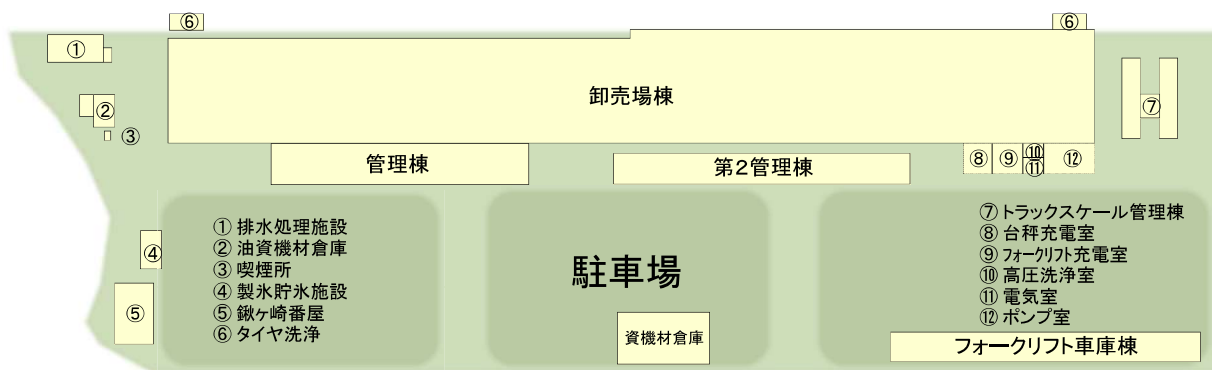 ⑥
⑥
①
卸売場棟
⑦
②
③
管理棟
第2管理棟
⑧
⑨
⑩
⑪
⑫
④
⑤
① 排水処理施設
② 油資機材倉庫
③ 喫煙所
④ 製氷貯氷施設
⑤ 鍬ヶ崎番屋
⑥ タイヤ洗浄
駐車場
資機材倉庫
⑦ トラックスケール管理棟
⑧ 台秤充電室
⑨ フォークリフト充電室
⑩ 高圧洗浄室
⑪ 電気室
⑫ ポンプ室
フォークリフト車庫棟